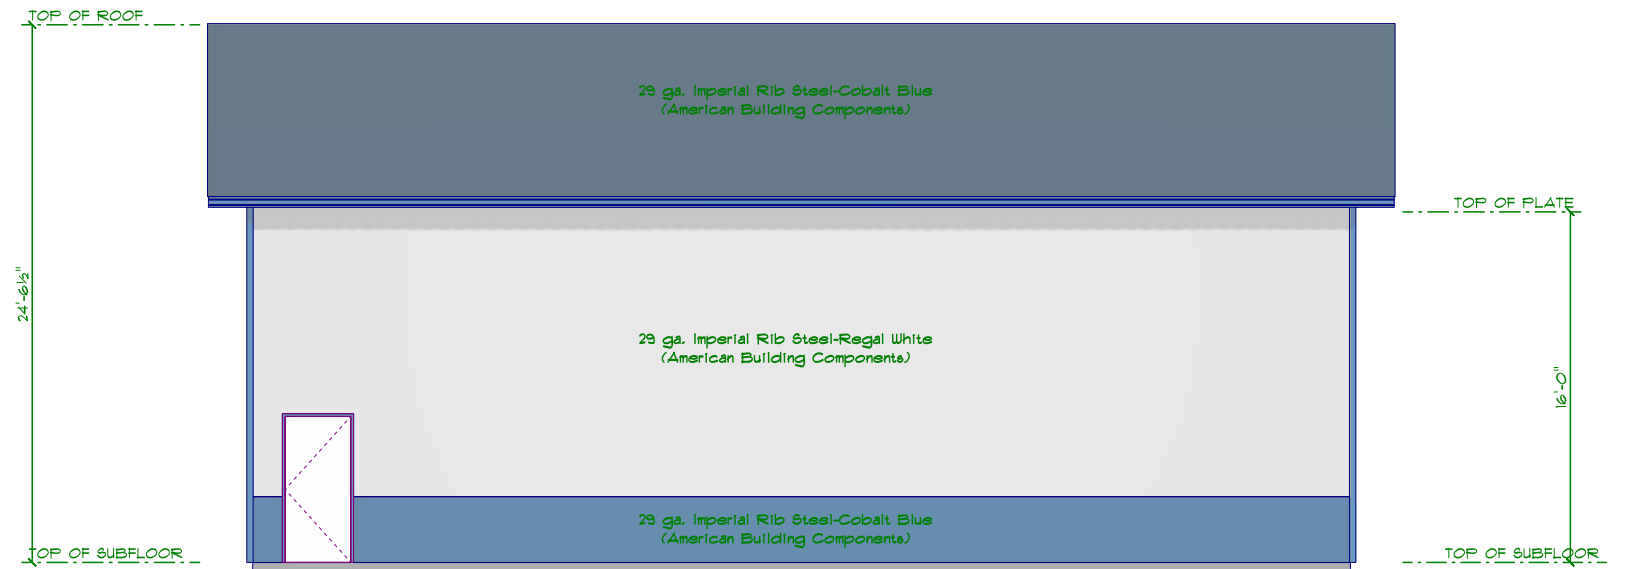 TOP OF ROOF
29 ga. Imperial Rib Steel-Cobalt Blue
(American Building Components)
TOP OF PLATE
24'-6½"
29 ga. Imperial Rib Steel-Regal White
(American Building Components)
16'-0"
29 ga. Imperial Rib Steel-Cobalt Blue
(American Building Components)
TOP OF SUBFLOOR
TOP OF SUBFLOOR